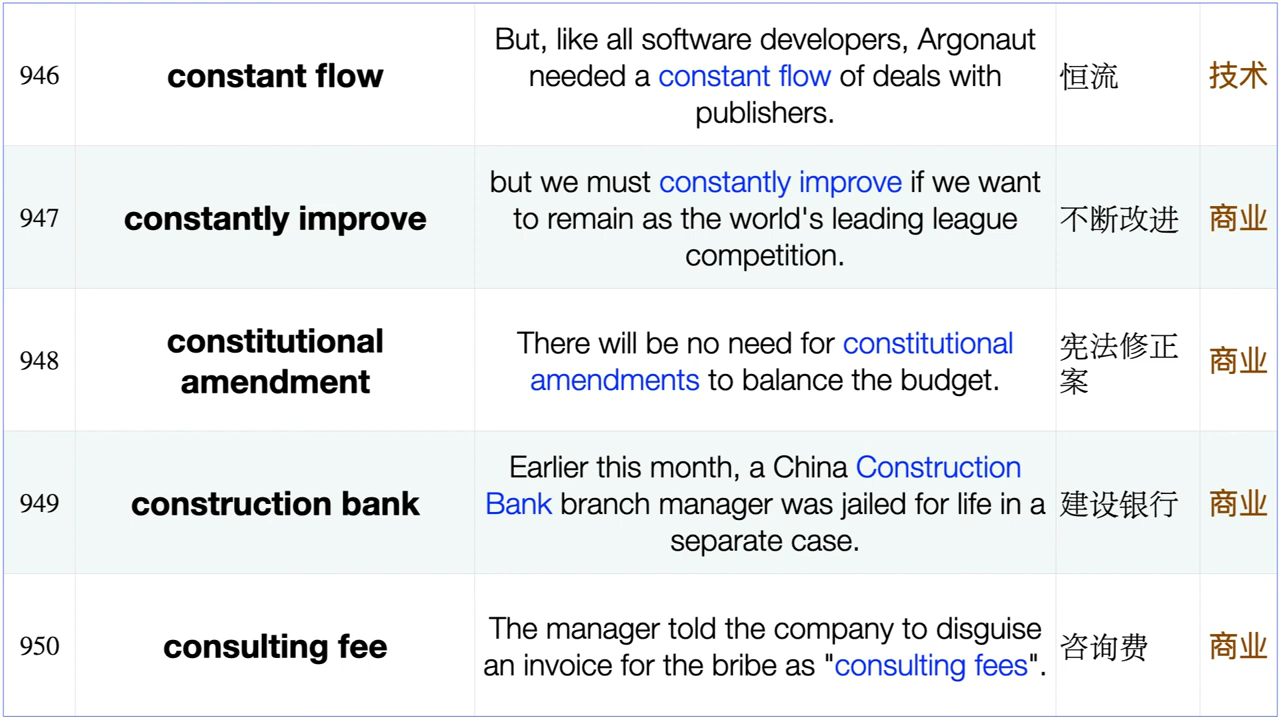 946
constant flow
But, like all software developers, Argonaut
needed a constant flow of deals with
publishers.
恒流
技术
947
constantly improve
but we must constantly improve if we want
to remain as the world's leading league
competition.
不断改进
商业
948
constitutional
amendment
There will be no need for constitutional
amendments to balance the budget.
宪法修正
案
商业
949
construction bank
Earlier this month, a China Construction
Bank branch manager was jailed for life in a
separate case.
建设银行
商业
950
consulting fee
The manager told the company to disguise
an invoice for the bribe as "consulting fees".
咨询费
商业